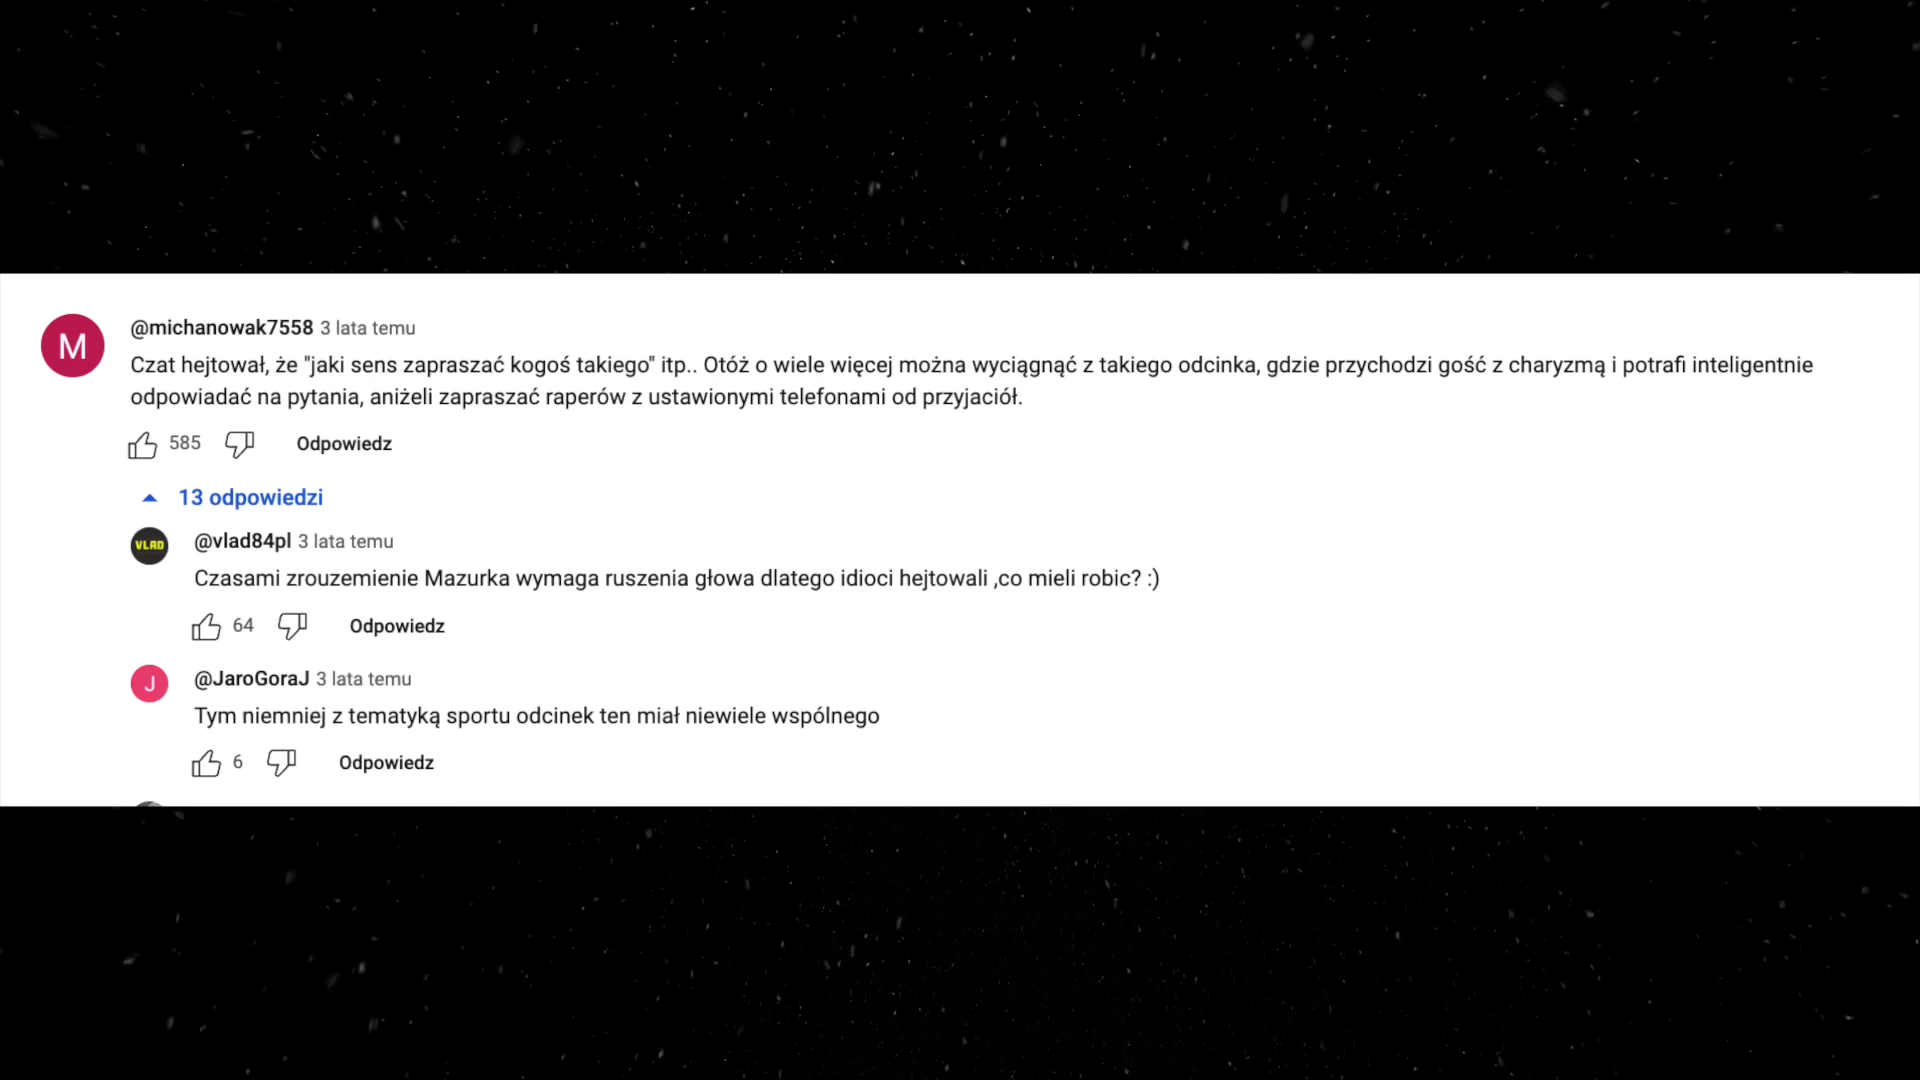 M
@michanowak7558 3 lata temu
Czat hejtował, że "jaki sens zapraszać kogoś takiego" itp.. Otóż o wiele więcej można wyciągnąć z takiego odcinka, gdzie przychodzi gość z charyzmą i potrafi inteligentnie
odpowiadać na pytania, aniżeli zapraszać raperów z ustawionymi telefonami od przyjaciół.
585 Odpowiedz
13 odpowiedzi
VLAD
@vlad84pl 3 lata temu
Czasami zrouzemienie Mazurka wymaga ruszenia głowa dlatego idioci hejtowali ,co mieli robic? :)
64 Odpowiedz
J
@JaroGoraJ 3 lata temu
Tym niemniej z tematyką sportu odcinek ten miał niewiele wspólnego
6 Odpowiedz